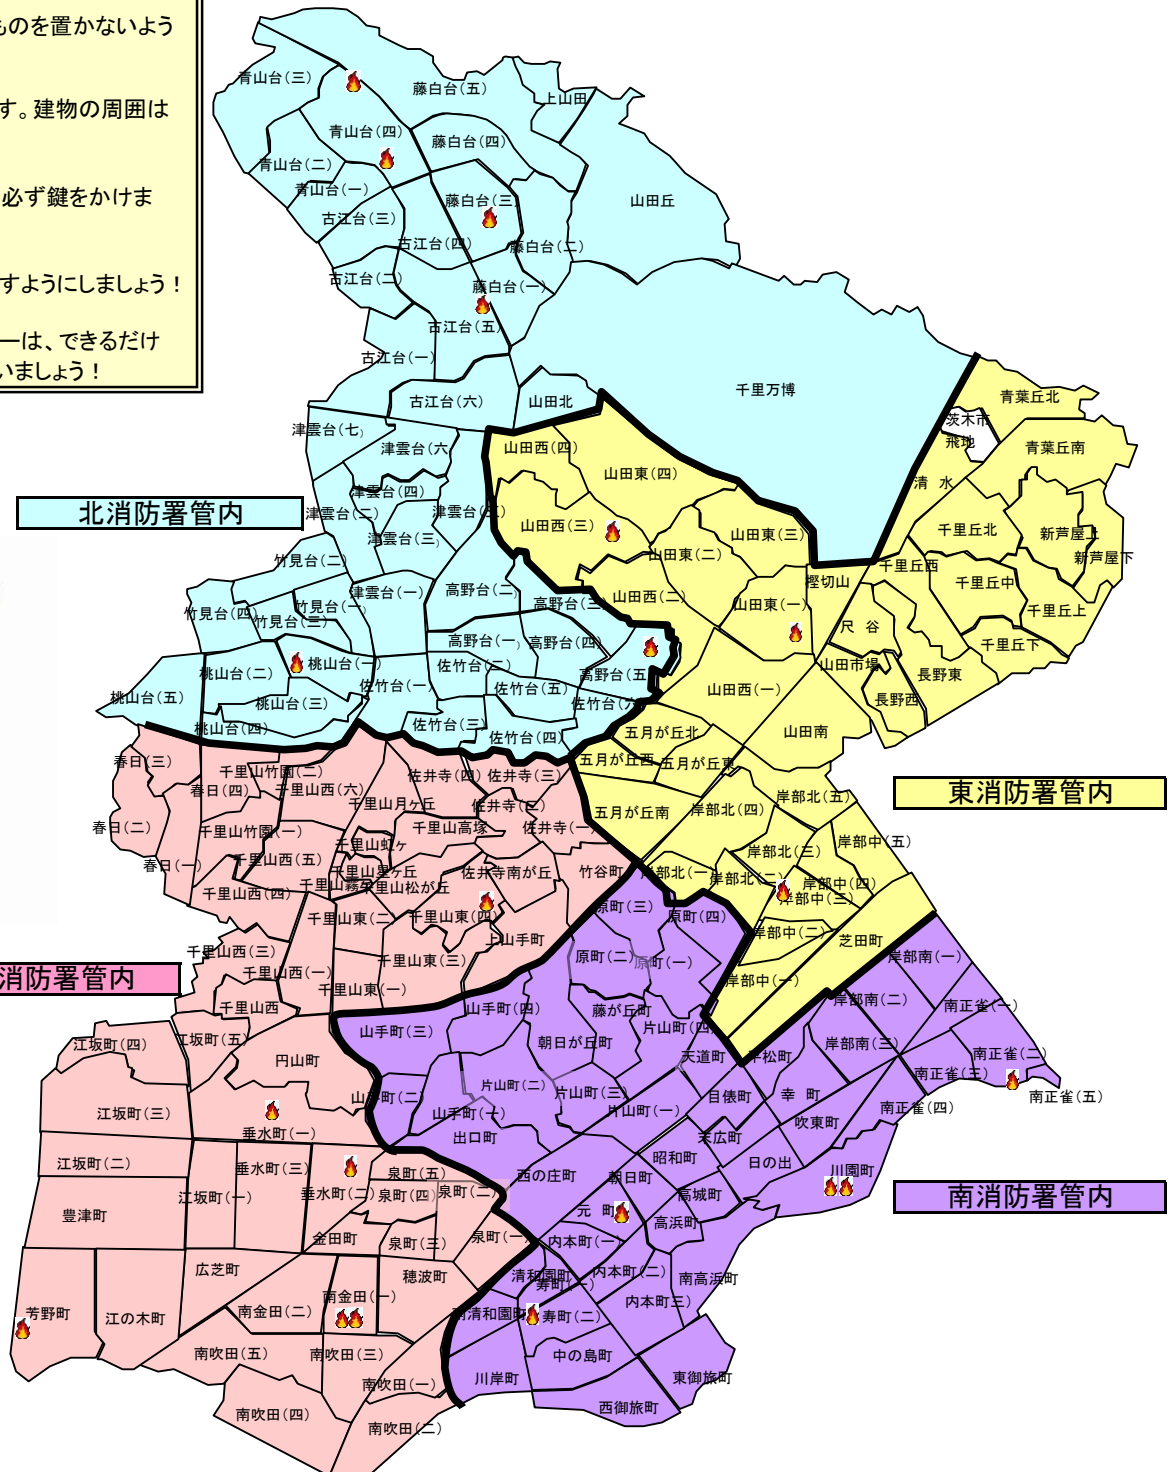 ものを置かないよう
す。建物の周囲は
必ず鍵をかけま
すようにしましょう！
ーは、できるだけ
いましょう！
青山台(三)
藤白台(五)
上山田
青山台(四)
藤白台(四)
青山台(二)
青山台(一)
藤白台(三)
山田丘
古江台(三)
古江台(四)
藤白台(二)
古江台(二)
藤白台(一)
古江台(五)
古江台(一)
千里万博
古江台(六)
山田北
青葉丘北
茨木市
飛地
津雲台(七)
津雲台(六)
山田西(四)
山田東(四)
青葉丘南
清 水
津雲台(四)
津雲台(二)
津雲台(五)
北消防署管内
山田西(三)
山田東(三)
千里丘北
新芦屋上
津雲台(三)
竹見台(二)
山田東(二)
千里丘西
新芦屋下
津雲台(一)
高野台(二)
高野台(三)
山田西(二)
樫切山
千里丘中
竹見台(四)
竹見台(一)
竹見台(三)
山田東(一)
千里丘上
尺 谷
高野台(一)
高野台(四)
千里丘下
桃山台(二)
桃山台(一)
佐竹台(二)
高野台(五)
山田市場
長野東
桃山台(五)
桃山台(三)
佐竹台(一)
佐竹台(五)
佐竹台(六)
山田西(一)
長野西
桃山台(四)
佐竹台(三)
佐竹台(四)
五月が丘北
山田南
春日(三)
千里山竹園(二)
佐井寺(四)
佐井寺(三)
五月が丘西
五月が丘東
春日(四)
千里山西(六)
東消防署管内
千里山月ヶ丘
佐井寺(二)
五月が丘南
岸部北(四)
岸部北(五)
春日(二)
千里山竹園(一)
千里山高塚
佐井寺(一)
岸部中(五)
千里山虹ヶ
岸部北(三)
春日(一)
千里山西(五)
千里山星ヶ丘
佐井寺南が丘
竹谷町
岸部北(一)
岸部北(二)
岸部中(四)
千里山西(四)
千里山霧
千里山松が丘
岸部中(三)
千里山東(二)
千里山東(四)
原町(三)
原町(四)
岸部中(二)
芝田町
千里山西(三)
上山手町
千里山東(三)
原町(二)
原町(一)
岸部南(一)
消防署管内
千里山西(一)
千里山東(一)
岸部中(一)
千里山西
山手町(四)
藤が丘町
岸部南(二)
南正雀(一)
江坂町(四)
江坂町(五)
山手町(三)
朝日が丘町
片山町(四)
岸部南(三)
円山町
天道町
平松町
南正雀(二)
南正雀(三)
山手町(二)
片山町(二)
片山町(三)
目俵町
幸 町
南正雀(五)
江坂町(三)
山手町(一)
片山町(一)
吹東町
南正雀(四)
垂水町(一)
出口町
末広町
江坂町(二)
垂水町(三)
泉町(五)
西の庄町
朝日町
昭和町
日の出
川園町
江坂町(一)
垂水町(二)
泉町(四)
泉町(二)
高城町
南消防署管内
豊津町
元 町
高浜町
金田町
泉町(三)
泉町(一)
内本町(一)
広芝町
穂波町
清和園町
寿町(一)
内本町(二)
南高浜町
芳野町
江の木町
南金田(二)
南金田(一)
南清和園町
寿町(二)
内本町三)
南吹田(五)
南吹田(三)
中の島町
南吹田(一)
川岸町
東御旅町
南吹田(四)
南吹田(二)
西御旅町